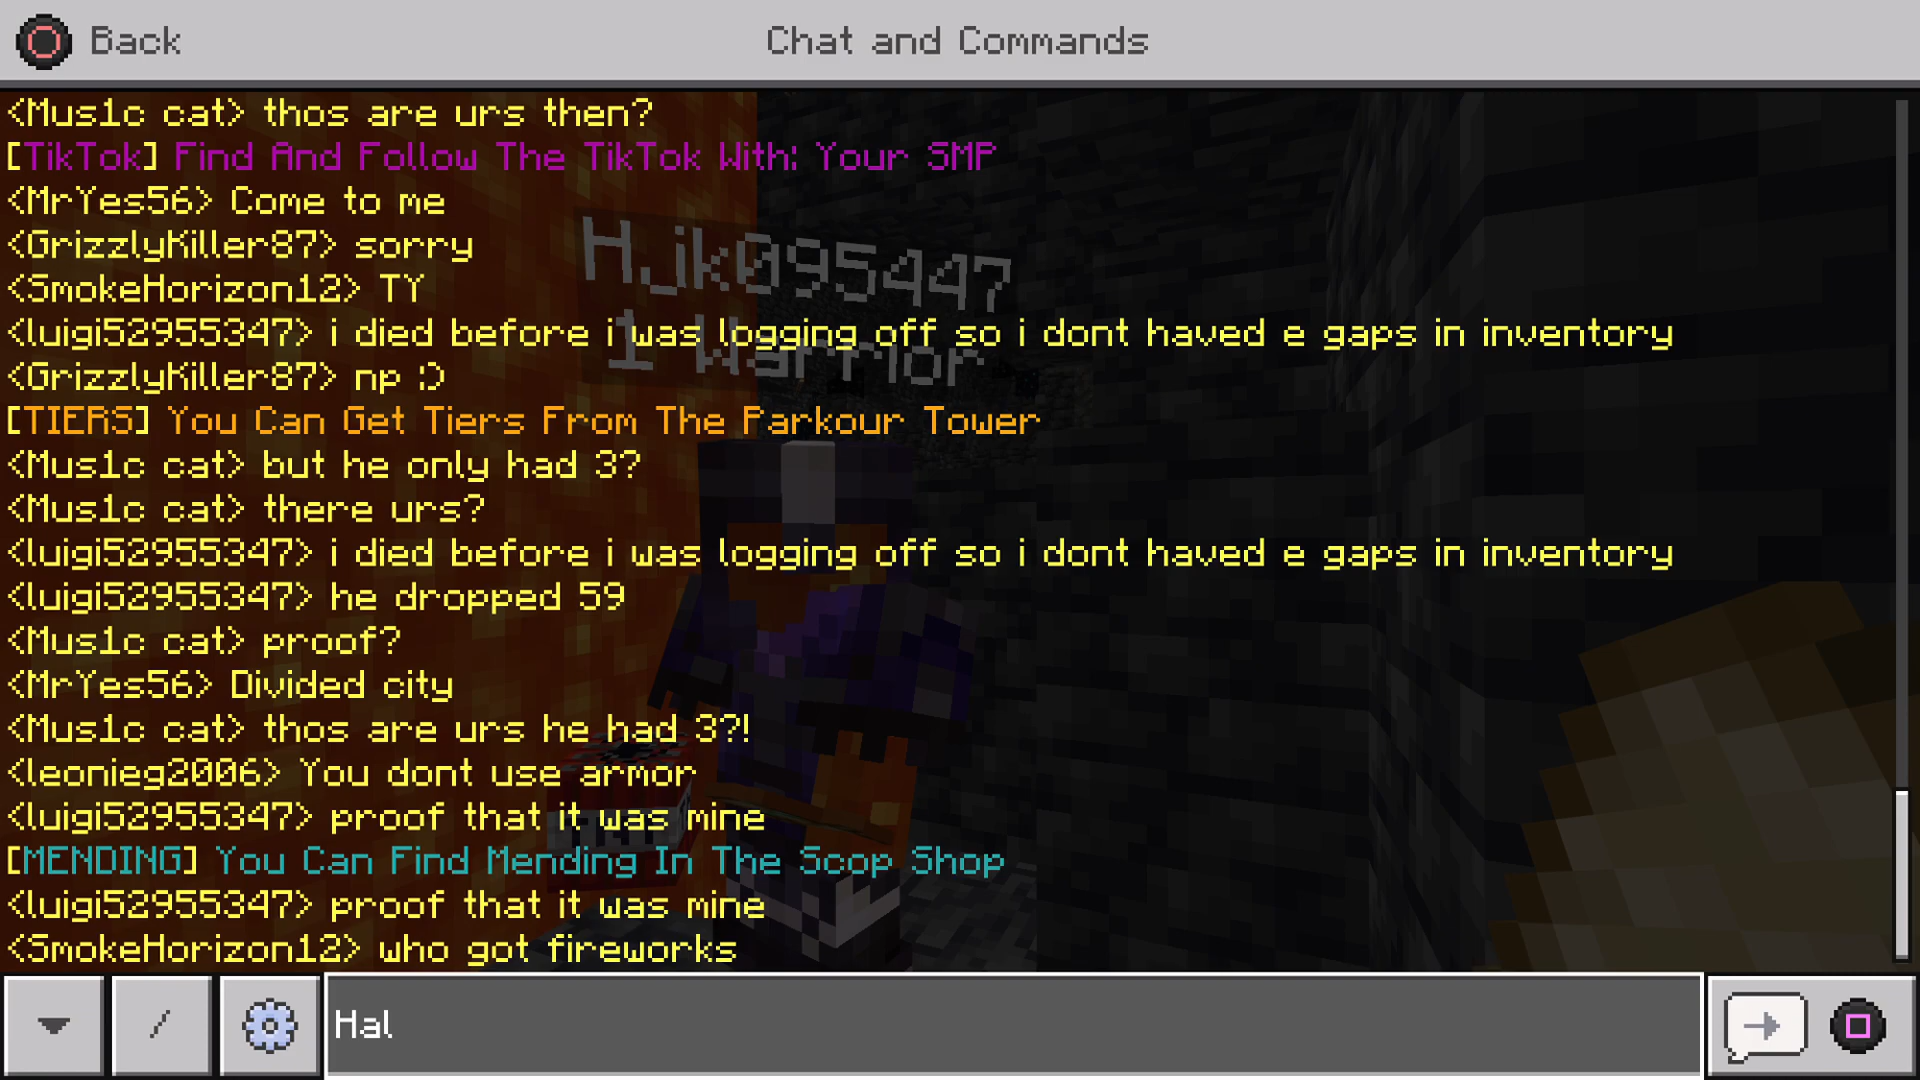 Back
Chat and Commands
<Mus1c cat> thos are urs then?
[TikTok] Find And Follow The TikTok With: Your SMP
<MrYes56> Come to me
<GrizzlyKiller87> sorry
<SmokeHorizon12> TY
Hjk095447
<luigi52955347> i died before i was logging off so i dont haved e gaps in inventory
1 Warrior
<GrizzlyKiller87> np :)
[TIERS] You Can Get Tiers From The Parkour Tower
<Mus1c cat> but he only had 3?
<Mus1c cat> there urs?
<luigi52955347> i died before i was logging off so i dont haved e gaps in inventory
<luigi52955347> he dropped 59
<Mus1c cat> proof?
<MrYes56> Divided city
<Mus1c cat> thos are urs he had 3?!
<leonieg2006> You dont use armor
<luigi52955347> proof that it was mine
[MENDING] You Can Find Mending In The Scop Shop
<luigi52955347> proof that it was mine
<SmokeHorizon12> who got fireworks
/
Hal